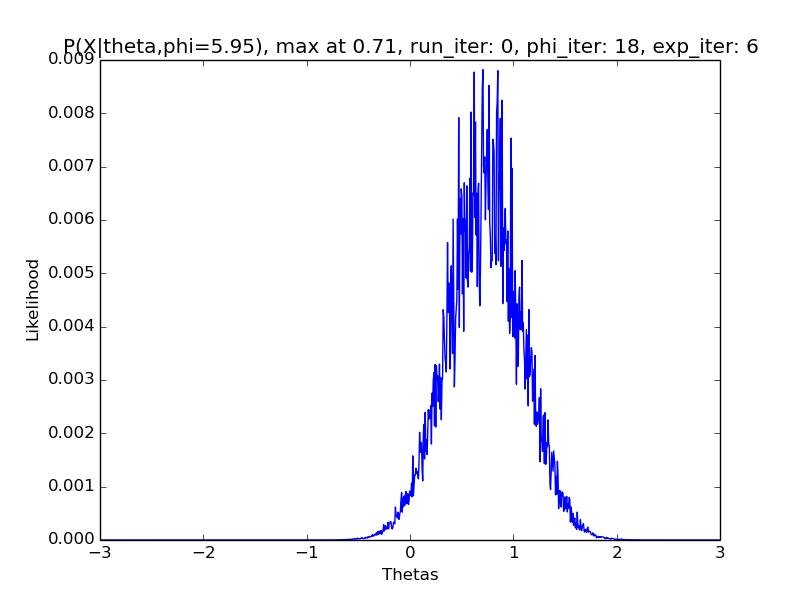 P(X|theta,phi=5.95), max at 0.71, run_iter: 0, phi_iter: 18, exp_iter: 6
0.009
0.008
0.007
0.006
0.005
0.004
0.003
0.002
0.001
0.000
Likelihood
−3 −2 −1 0 1 2 3
Thetas